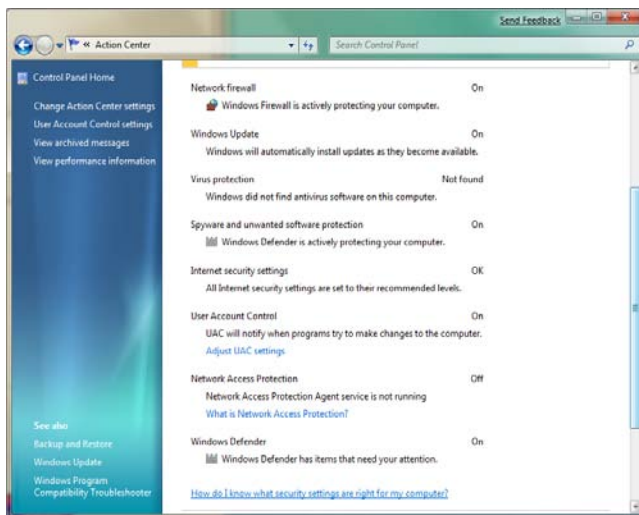 Send Feedback
« Action Center
Search Control Panel
Control Panel Home
Change Action Center settings
User Account Control settings
View archived messages
View performance information
See also
Backup and Restore
Windows Update
Windows Program
Compatibility Troubleshooter
Network firewall On
Windows Firewall is actively protecting your computer.
Windows Update On
Windows will automatically install updates as they become available.
Virus protection Not found
Windows did not find antivirus software on this computer.
Spyware and unwanted software protection On
Windows Defender is actively protecting your computer.
Internet security settings OK
All Internet security settings are set to their recommended levels.
User Account Control On
UAC will notify when programs try to make changes to the computer.
Adjust UAC settings
Network Access Protection Off
Network Access Protection Agent service is not running
What is Network Access Protection?
Windows Defender On
Windows Defender has items that need your attention.
How do I know what security settings are right for my computer?